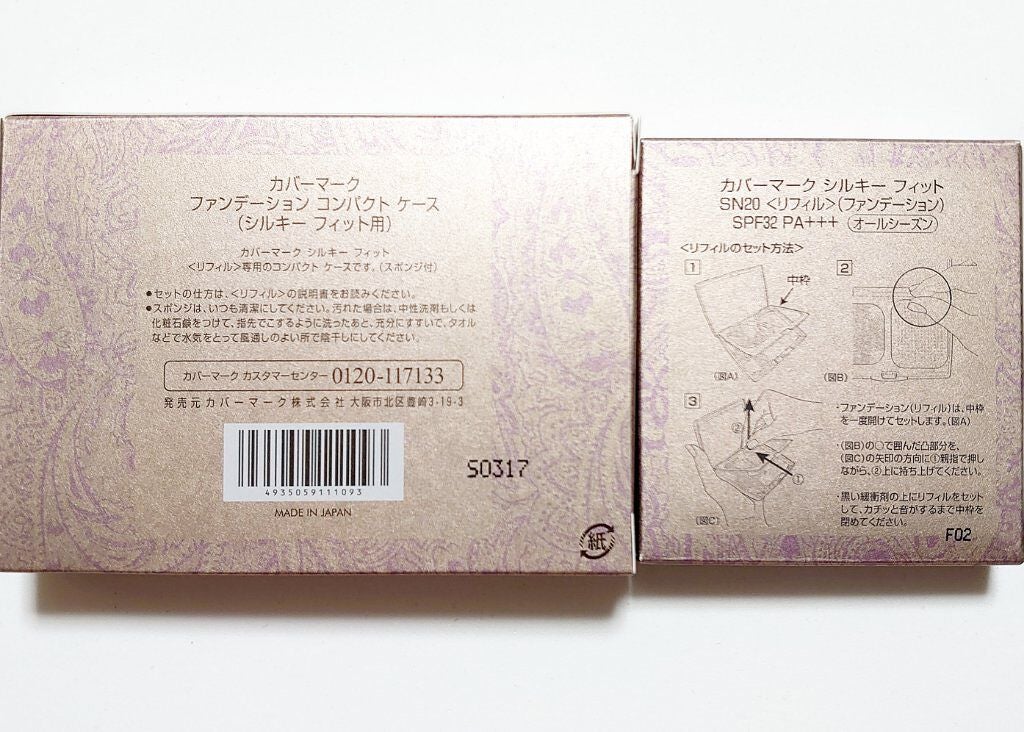 カバーマーク
ファンデーション コンパクト ケース
(シルキー フィット用)
カバーマーク シルキー フィット
<リフィル>専用のコンパクト ケースです。(スポンジ付)
●セットの仕方は、<リフィル>の説明書をお読みください。
●スポンジは、いつも清潔にしてください。汚れた場合は、中性洗剤もしくは
化粧石鹸をつけて、指先でこするように洗ったあと、充分にすすいで、タオル
などで水気をとって風通しのよい所で陰干しにしてください。
カバーマーク カスタマーセンター 0120-117133
発売元 カバーマーク株式会社 大阪市北区豊崎3-19-3
4935059111093
MADE IN JAPAN
S0317
紙
カバーマーク シルキー フィット
SN20 <リフィル>(ファンデーション)
SPF32 PA+++ オールシーズン
<リフィルのセット方法>
1
中枠
(図A)
2
(図B)
3
②
①
(図C)
・ファンデーション(リフィル)は、中枠
を一度開けてセットします。(図A)
・(図B)の○で囲んだ凸部分を、
(図C)の矢印の方向に①親指で押し
ながら、②上に持ち上げてください。
・黒い緩衝剤の上にリフィルをセット
して、カチッと音がするまで中枠を
閉めてください。
F02